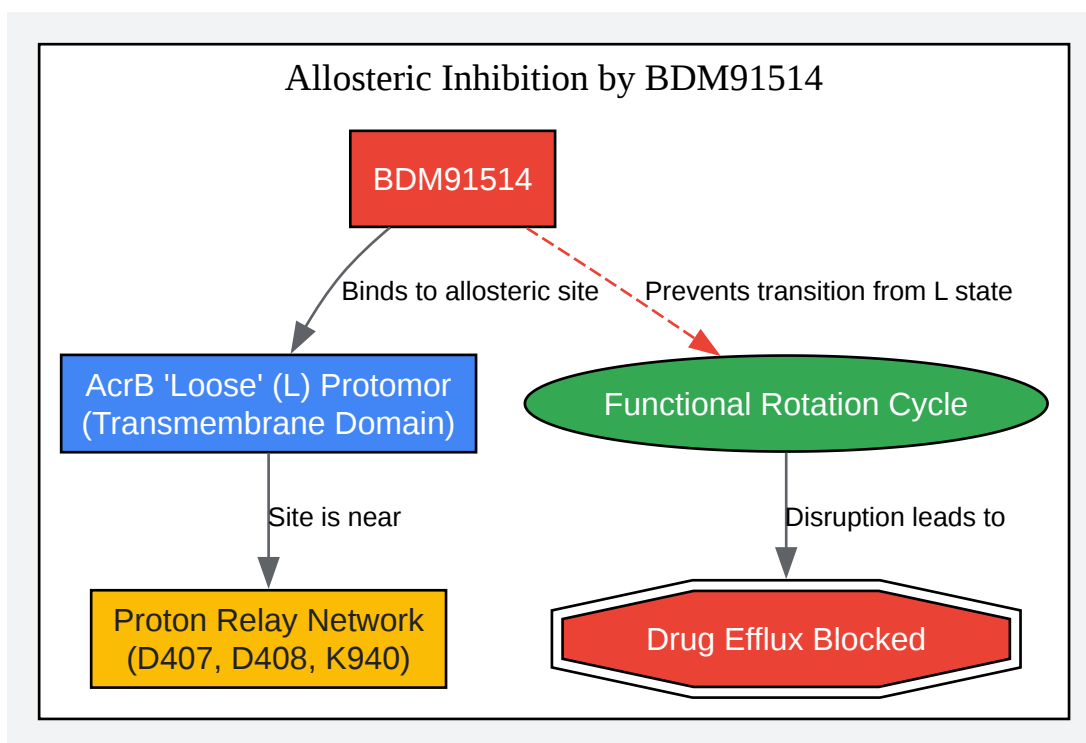 Allosteric Inhibition by BDM91514
BDM91514
Binds to allosteric site
Prevents transition from L state
AcrB 'Loose' (L) Protomor
(Transmembrane Domain)
Functional Rotation Cycle
Site is near
Disruption leads to
Proton Relay Network
(D407, D408, K940)
Drug Efflux Blocked